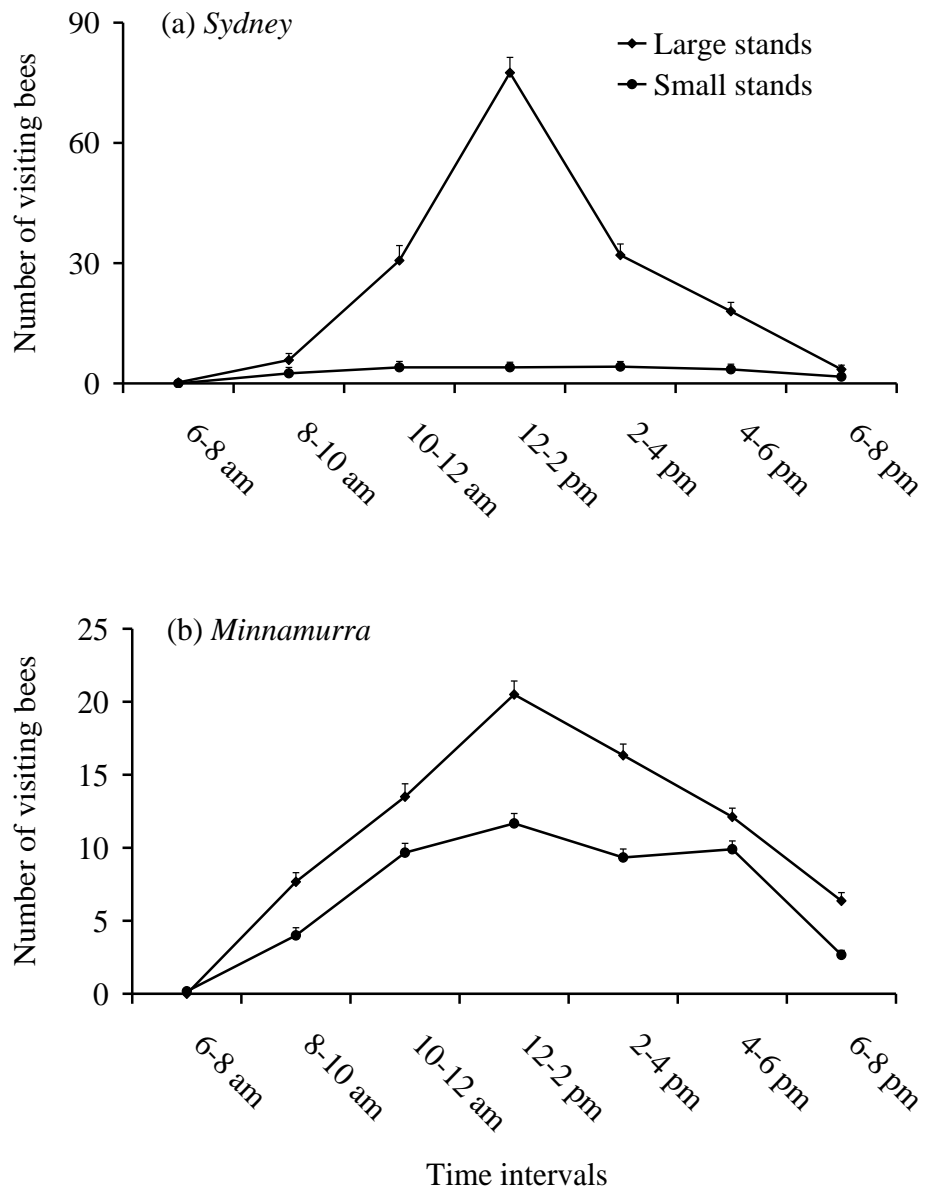 (a) Sydney
Large stands
Small stands
Number of visiting bees
90
60
30
0
6-8 am
8-10 am
10-12 am
12-2 pm
2-4 pm
4-6 pm
6-8 pm
(b) Minnamurra
Number of visiting bees
25
20
15
10
5
0
6-8 am
8-10 am
10-12 am
12-2 pm
2-4 pm
4-6 pm
6-8 pm
Time intervals